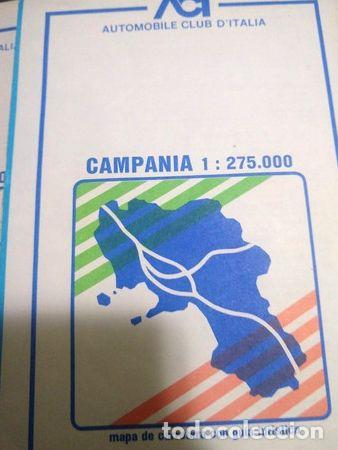 ACI
AUTOMOBILE CLUB D'ITALIA
CAMPANIA 1 : 275.000
mapa de
todocoleccion